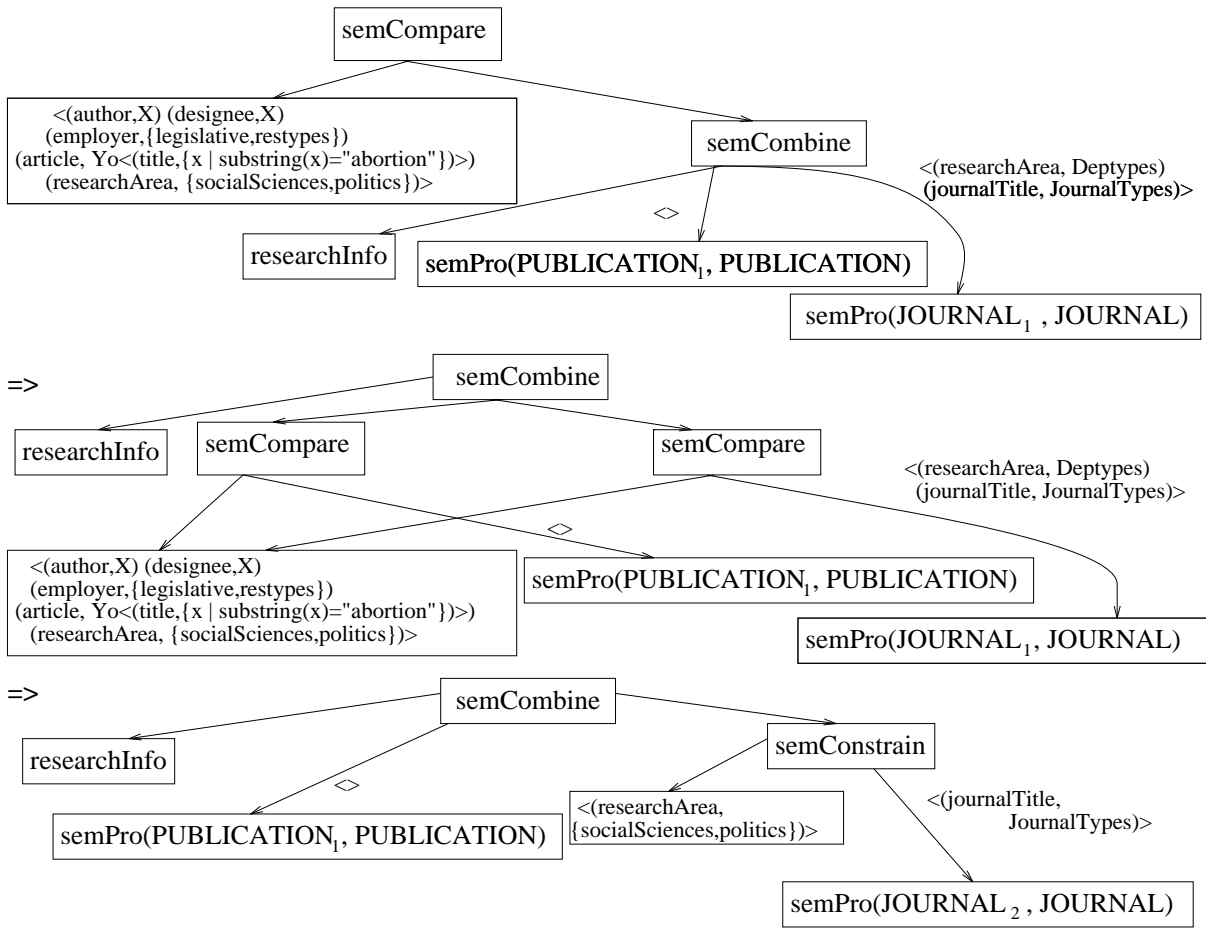 semCompare
<(author,X) (designee,X)
(employer,{legislative,restypes})
(article, Yo<(title,{x | substring(x)="abortion"})>)
(researchArea, {socialSciences,politics})>
semCombine
<(researchArea, Deptypes)
(journalTitle, JournalTypes)>
<>
researchInfo
semPro(PUBLICATION1, PUBLICATION)
semPro(JOURNAL1 , JOURNAL)
=>
semCombine
researchInfo
semCompare
semCompare
<(researchArea, Deptypes)
(journalTitle, JournalTypes)>
<>
<(author,X) (designee,X)
(employer,{legislative,restypes})
(article, Yo<(title,{x | substring(x)="abortion"})>)
(researchArea, {socialSciences,politics})>
semPro(PUBLICATION1, PUBLICATION)
semPro(JOURNAL1, JOURNAL)
=>
semCombine
researchInfo
semConstrain
<>
<(researchArea,
{socialSciences,politics})>
<(journalTitle,
JournalTypes)>
semPro(PUBLICATION1, PUBLICATION)
semPro(JOURNAL 2 , JOURNAL)